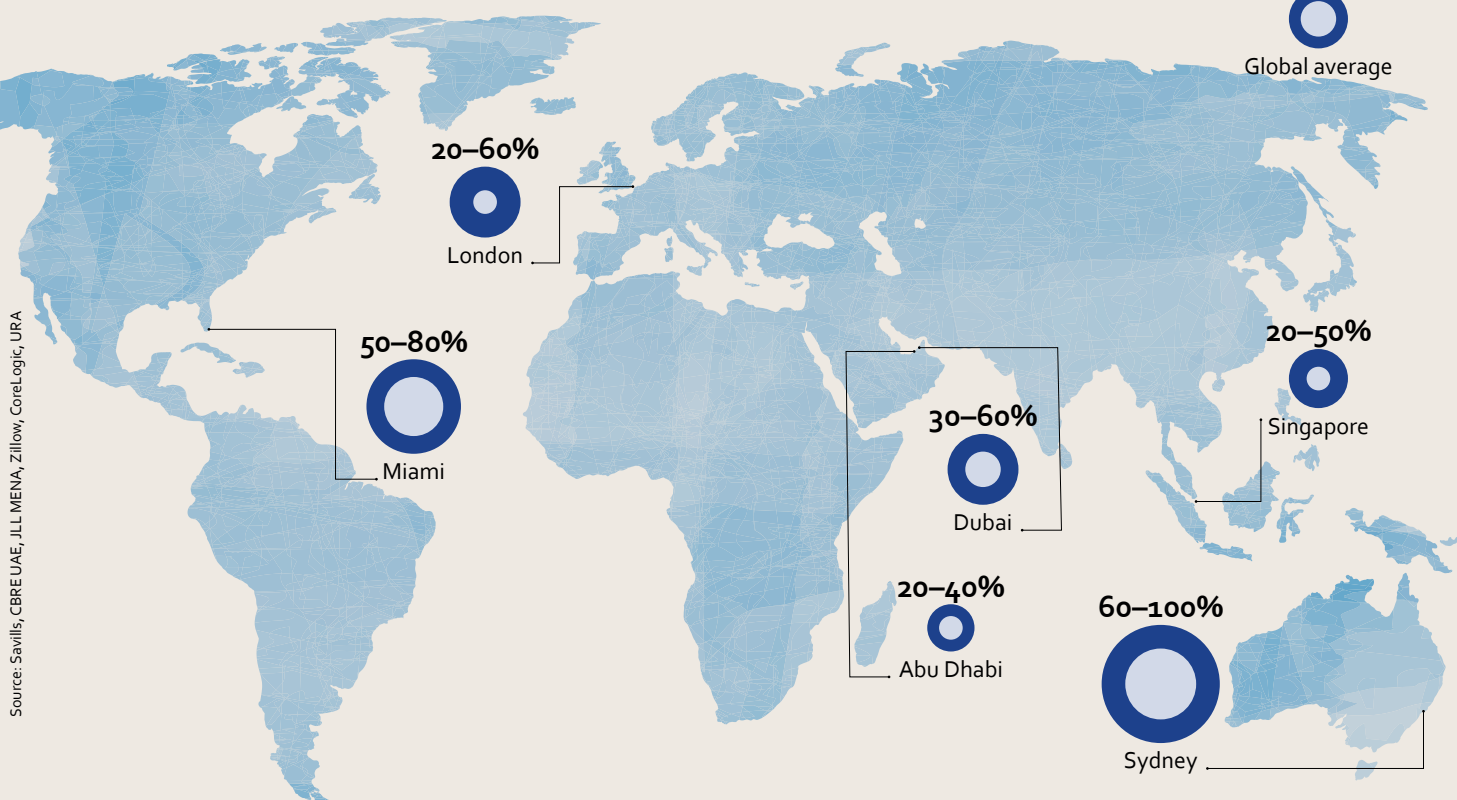 Global average
20–60%
London
50–80%
Miami
20–50%
Singapore
30–60%
Dubai
20–40%
Abu Dhabi
60–100%
Sydney
Source: Savills, CBRE UAE, JLL MENA, Zillow, CoreLogic, URA